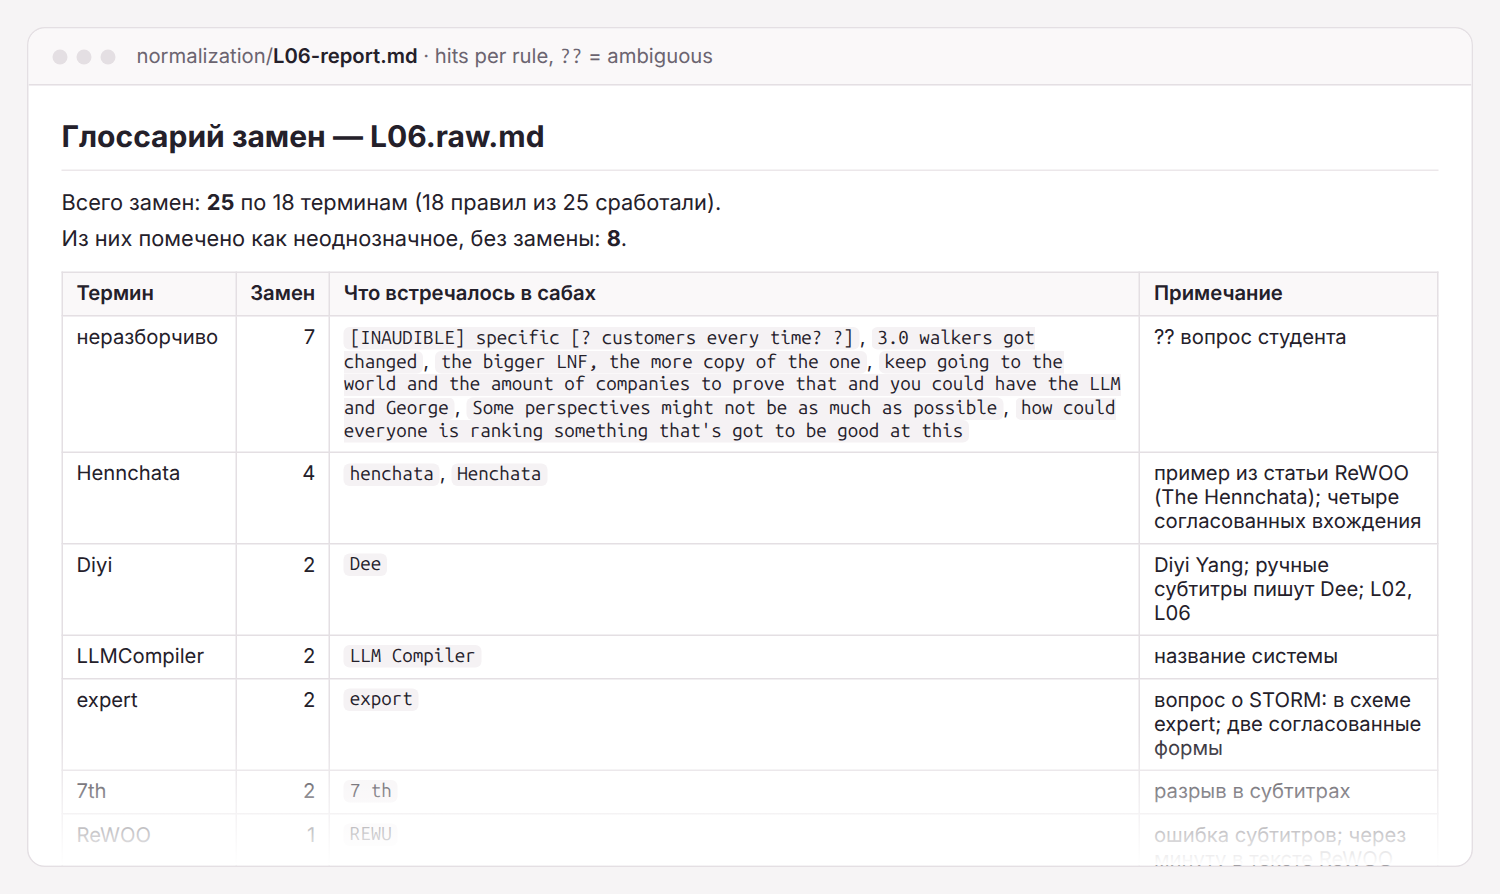 normalization/L06-report.md · hits per rule, ?? = ambiguous
Глоссарий замен — L06.raw.md
Всего замен: 25 по 18 терминам (18 правил из 25 сработали).
Из них помечено как неоднозначное, без замены: 8.
Термин Замен Что встречалось в сабах Примечание
неразборчиво 7 [INAUDIBLE] specific [? customers every time? ?], 3.0 walkers got ?? вопрос студента
changed, the bigger LNF, the more copy of the one, keep going to the
world and the amount of companies to prove that and you could have the LLM
and George, Some perspectives might not be as much as possible, how could
everyone is ranking something that's got to be good at this
Hennchata 4 henchata, Henchata пример из статьи ReWOO
(The Hennchata); четыре
согласованных вхождения
Diyi 2 Dee Diyi Yang; ручные
субтитры пишут Dee; L02,
L06
LLMCompiler 2 LLM Compiler название системы
expert 2 export вопрос о STORM: в схеме
expert; две согласованные
формы
7th 2 7 th разрыв в субтитрах
ReWOO 1 REWU ошибка субтитров; через
минуту в тексте ReWOO